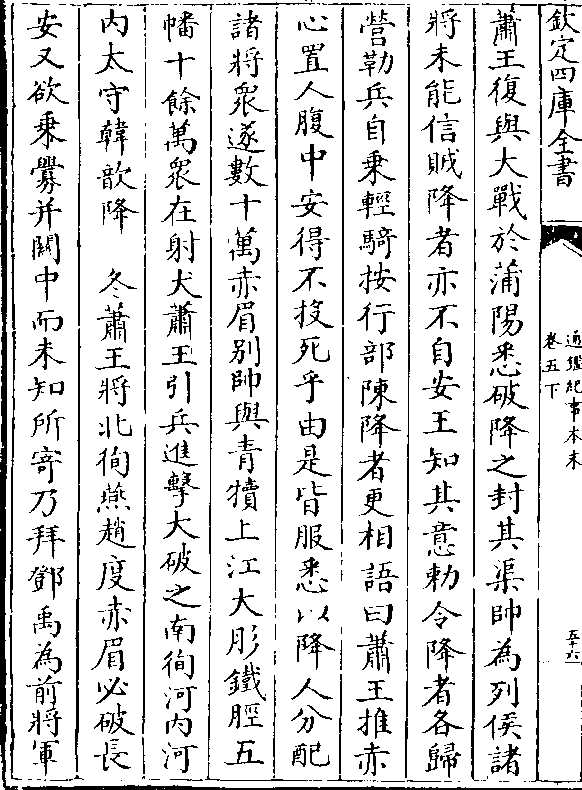 欽定四庫全書
通鑑紀事本末
卷五下
五十六
蕭王復與大戰於蒲陽悉破降之封其渠帥為列侯諸
將未能信賊降者亦不自安王知其意勅令降者各歸
營勒兵自乗輕騎按行部陳降者更相語曰蕭王推赤
心置人腹中安得不投死乎由是皆服悉以降人分配
諸將衆遂數十萬赤眉别帥與青犢上江大彤鐵脛五
幡十餘萬衆在射犬蕭王引兵進擊大破之南徇河内河
内太守韓歆降　冬蕭王將北徇燕趙度赤眉必破長
安又欲乗釁并關中而未知所寄乃拜鄧禹為前將軍